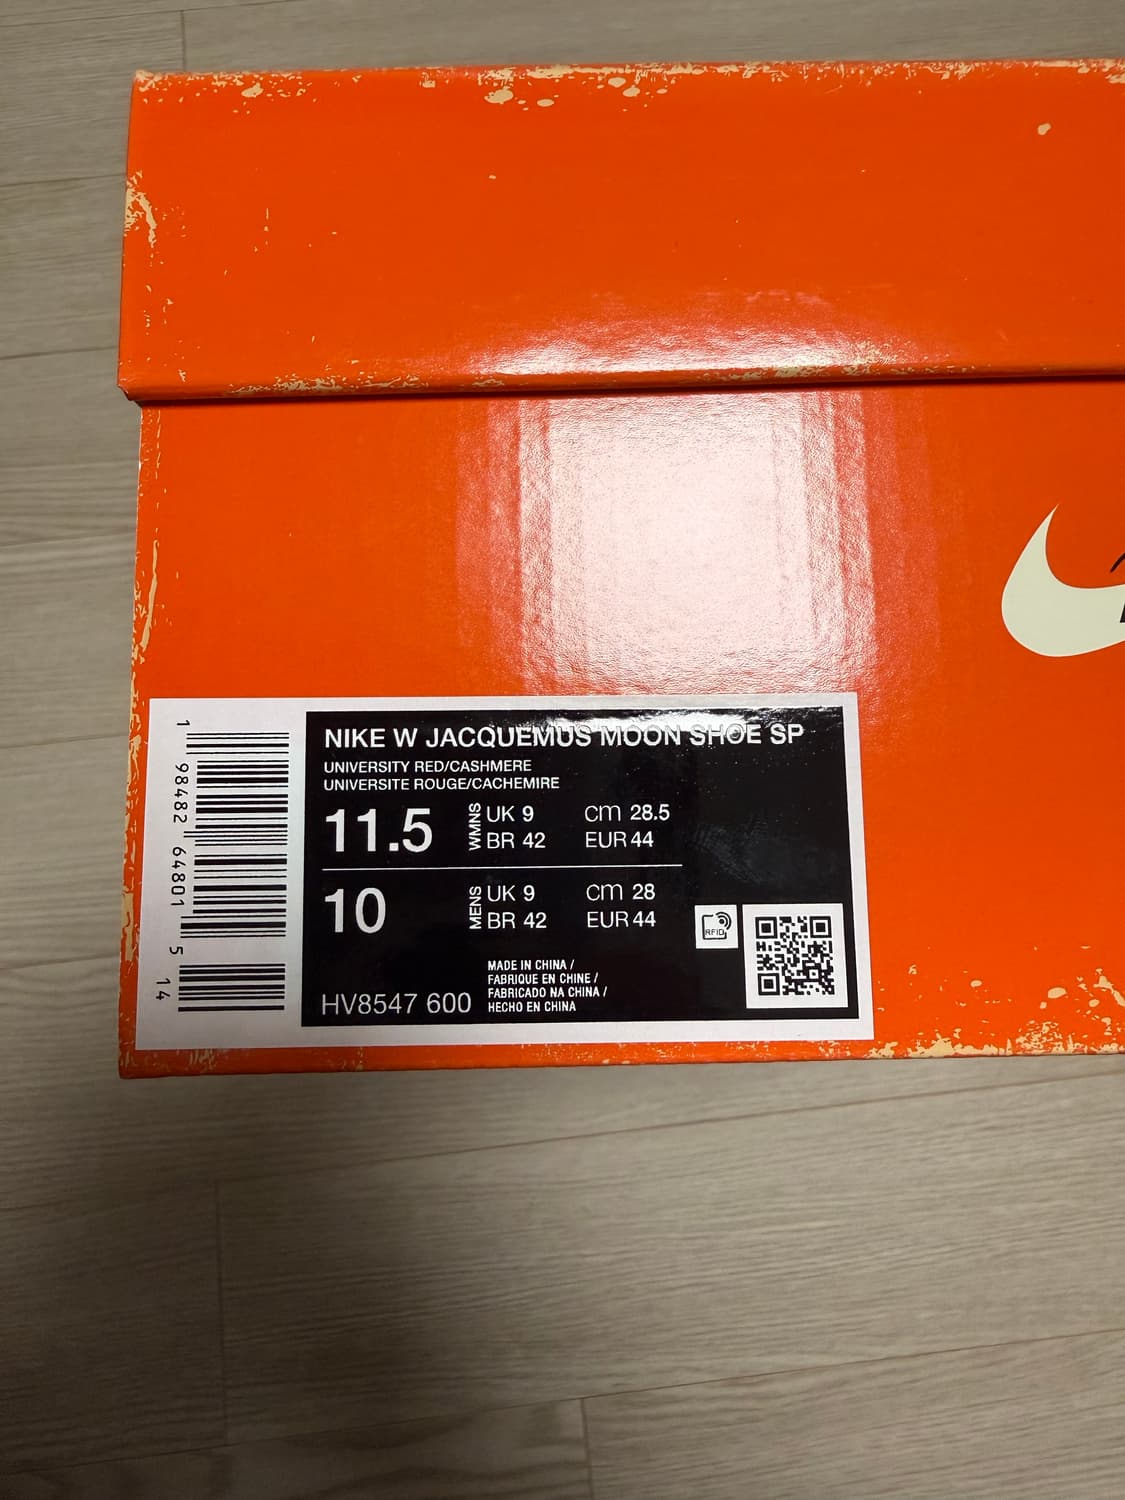 NIKE W JACQUEMUS MOON SHOE SP
UNIVERSITY RED/CASHMERE
UNIVERSITE ROUGE/CACHEMIRE
11.5 WMNS UK 9 cm 28.5
BR 42 EUR 44
10 MENS UK 9 cm 28
BR 42 EUR 44
MADE IN CHINA /
FABRIQUE EN CHINE /
FABRICADO NA CHINA /
HECHO EN CHINA
HV8547 600
RFID
1 98482 64801 5 14